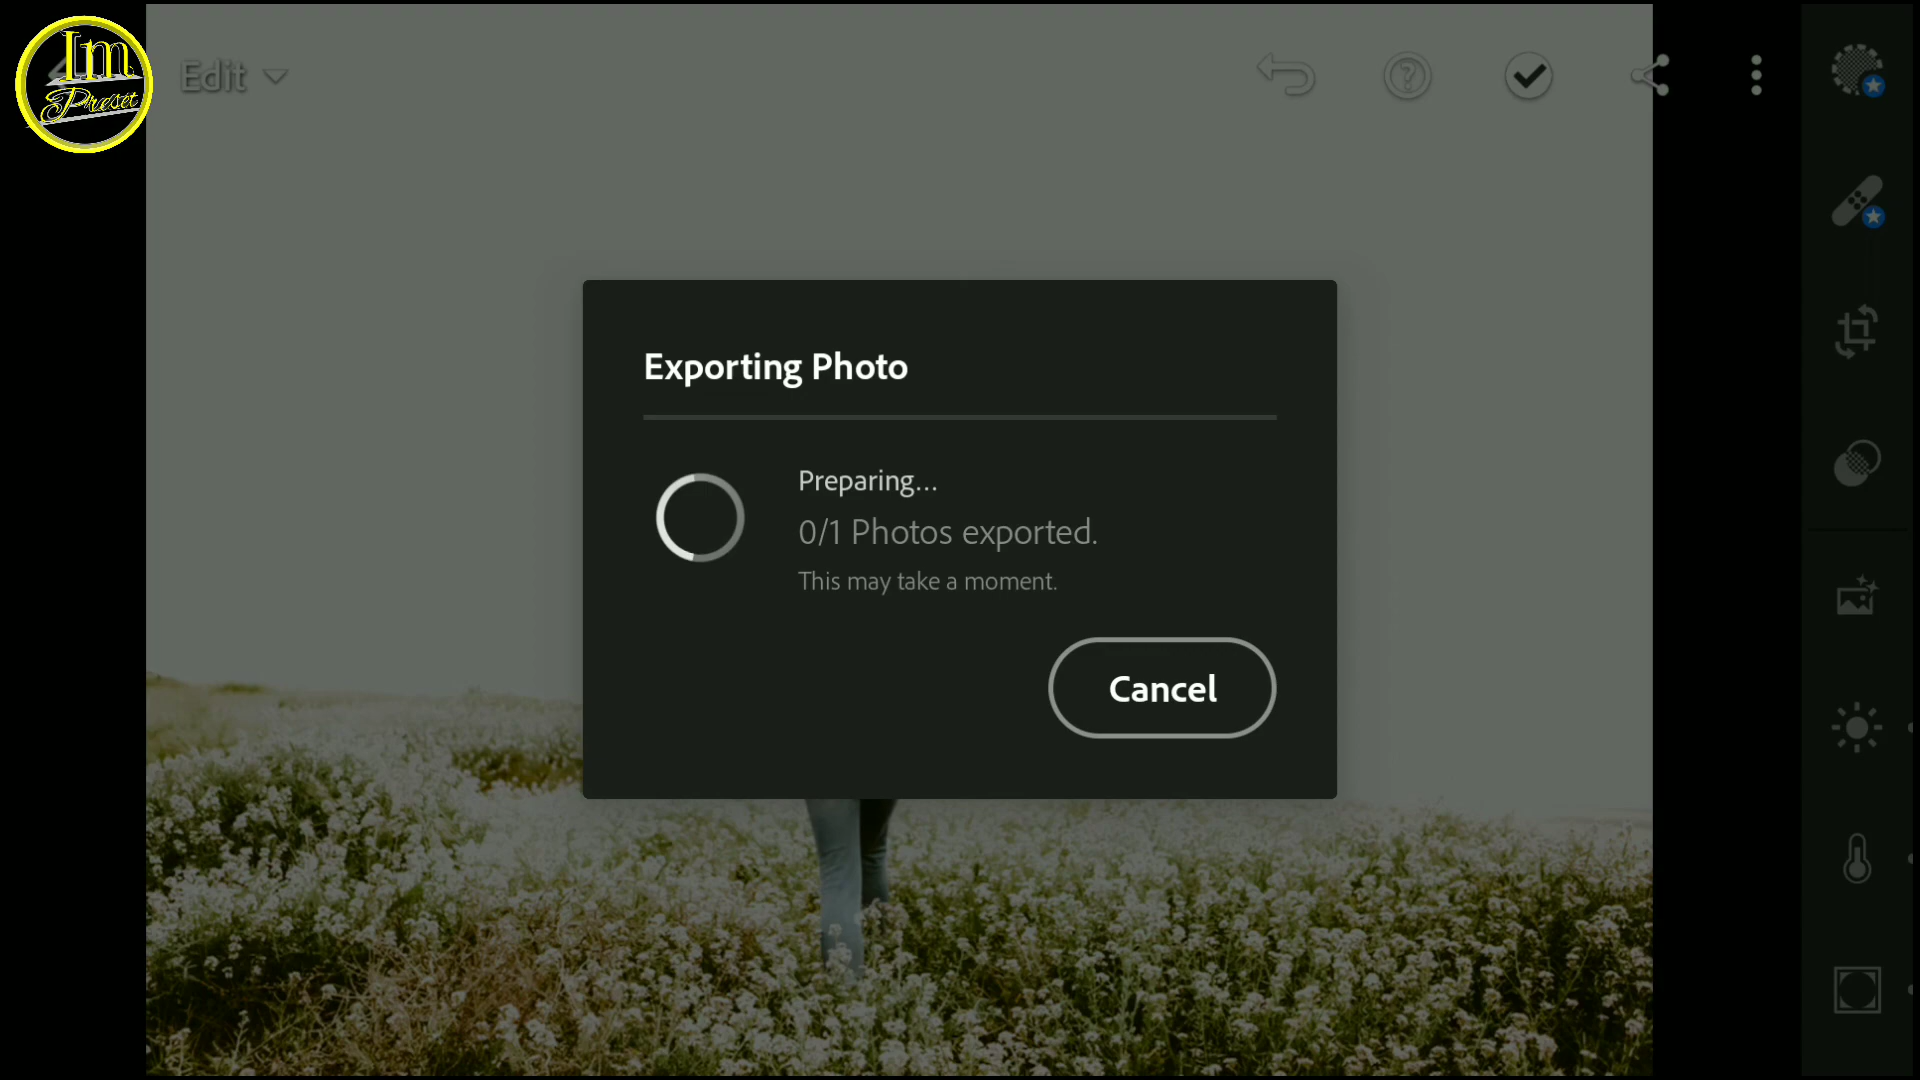 Im
Preset
Edit
Exporting Photo
Preparing...
0/1 Photos exported.
This may take a moment.
Cancel